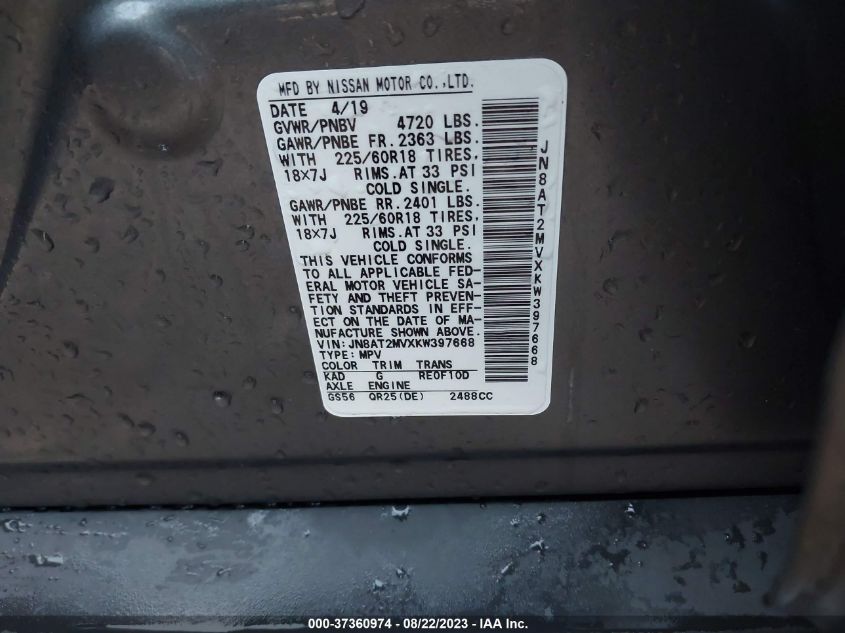 MFD BY NISSAN MOTOR CO.,LTD.
DATE 4/19
GVWR/PNBV 4720 LBS.
GAWR/PNBE FR. 2363 LBS.
WITH 225/60R18 TIRES,
18X7J RIMS.AT 33 PSI
COLD SINGLE.
GAWR/PNBE RR. 2401 LBS.
WITH 225/60R18 TIRES,
18X7J RIMS.AT 33 PSI
COLD SINGLE.
THIS VEHICLE CONFORMS
TO ALL APPLICABLE FED-
ERAL MOTOR VEHICLE SA-
FETY AND THEFT PREVEN-
TION STANDARDS IN EFF-
ECT ON THE DATE OF MA-
NUFACTURE SHOWN ABOVE.
VIN: JN8AT2MVXKW397668
TYPE: MPV
COLOR TRIM TRANS
KAD G RE0F10D
AXLE ENGINE
GS56 QR25(DE) 2488CC
JN8AT2MVXKW397668
000-37360974 - 08/22/2023 - IAA Inc.